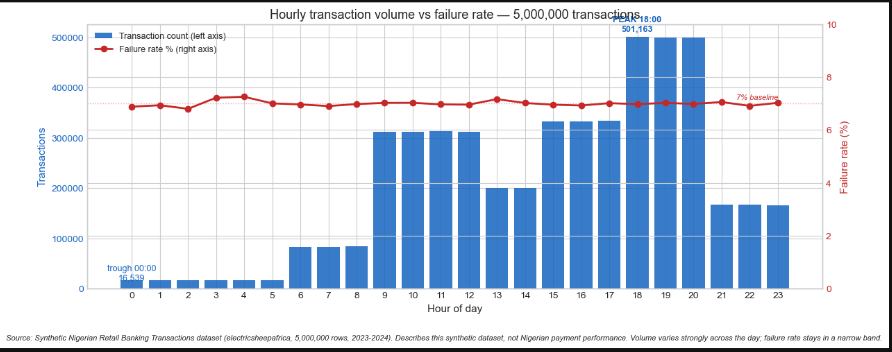 Hourly transaction volume vs failure rate — 5,000,000 transactions
PEAK 18:00
501,163
Transaction count (left axis)
Failure rate % (right axis)
7% baseline
trough 00:00
16,539
500000
400000
300000
200000
100000
0
Transactions
10
8
6
4
2
0
Failure rate (%)
0 1 2 3 4 5 6 7 8 9 10 11 12 13 14 15 16 17 18 19 20 21 22 23
Hour of day
Source: Synthetic Nigerian Retail Banking Transactions dataset (electricsheepafrica, 5,000,000 rows, 2023-2024). Describes this synthetic dataset, not Nigerian payment performance. Volume varies strongly across the day; failure rate stays in a narrow band.